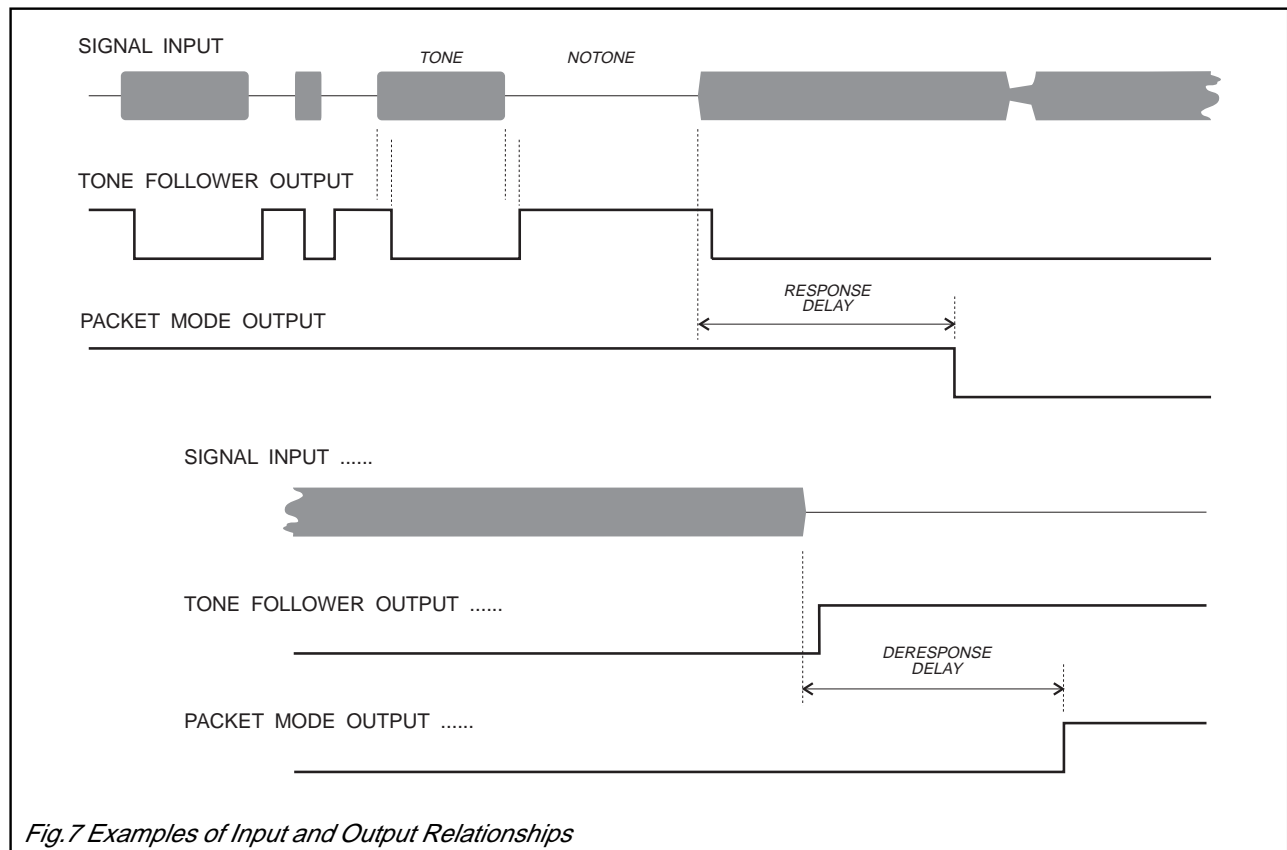 SIGNAL INPUT
TONE
NOTONE
TONE FOLLOWER OUTPUT
RESPONSE
DELAY
PACKET MODE OUTPUT
SIGNAL INPUT ......
TONE FOLLOWER OUTPUT ......
DERESPONSE
DELAY
PACKET MODE OUTPUT ......
Fig.7 Examples of Input and Output Relationships